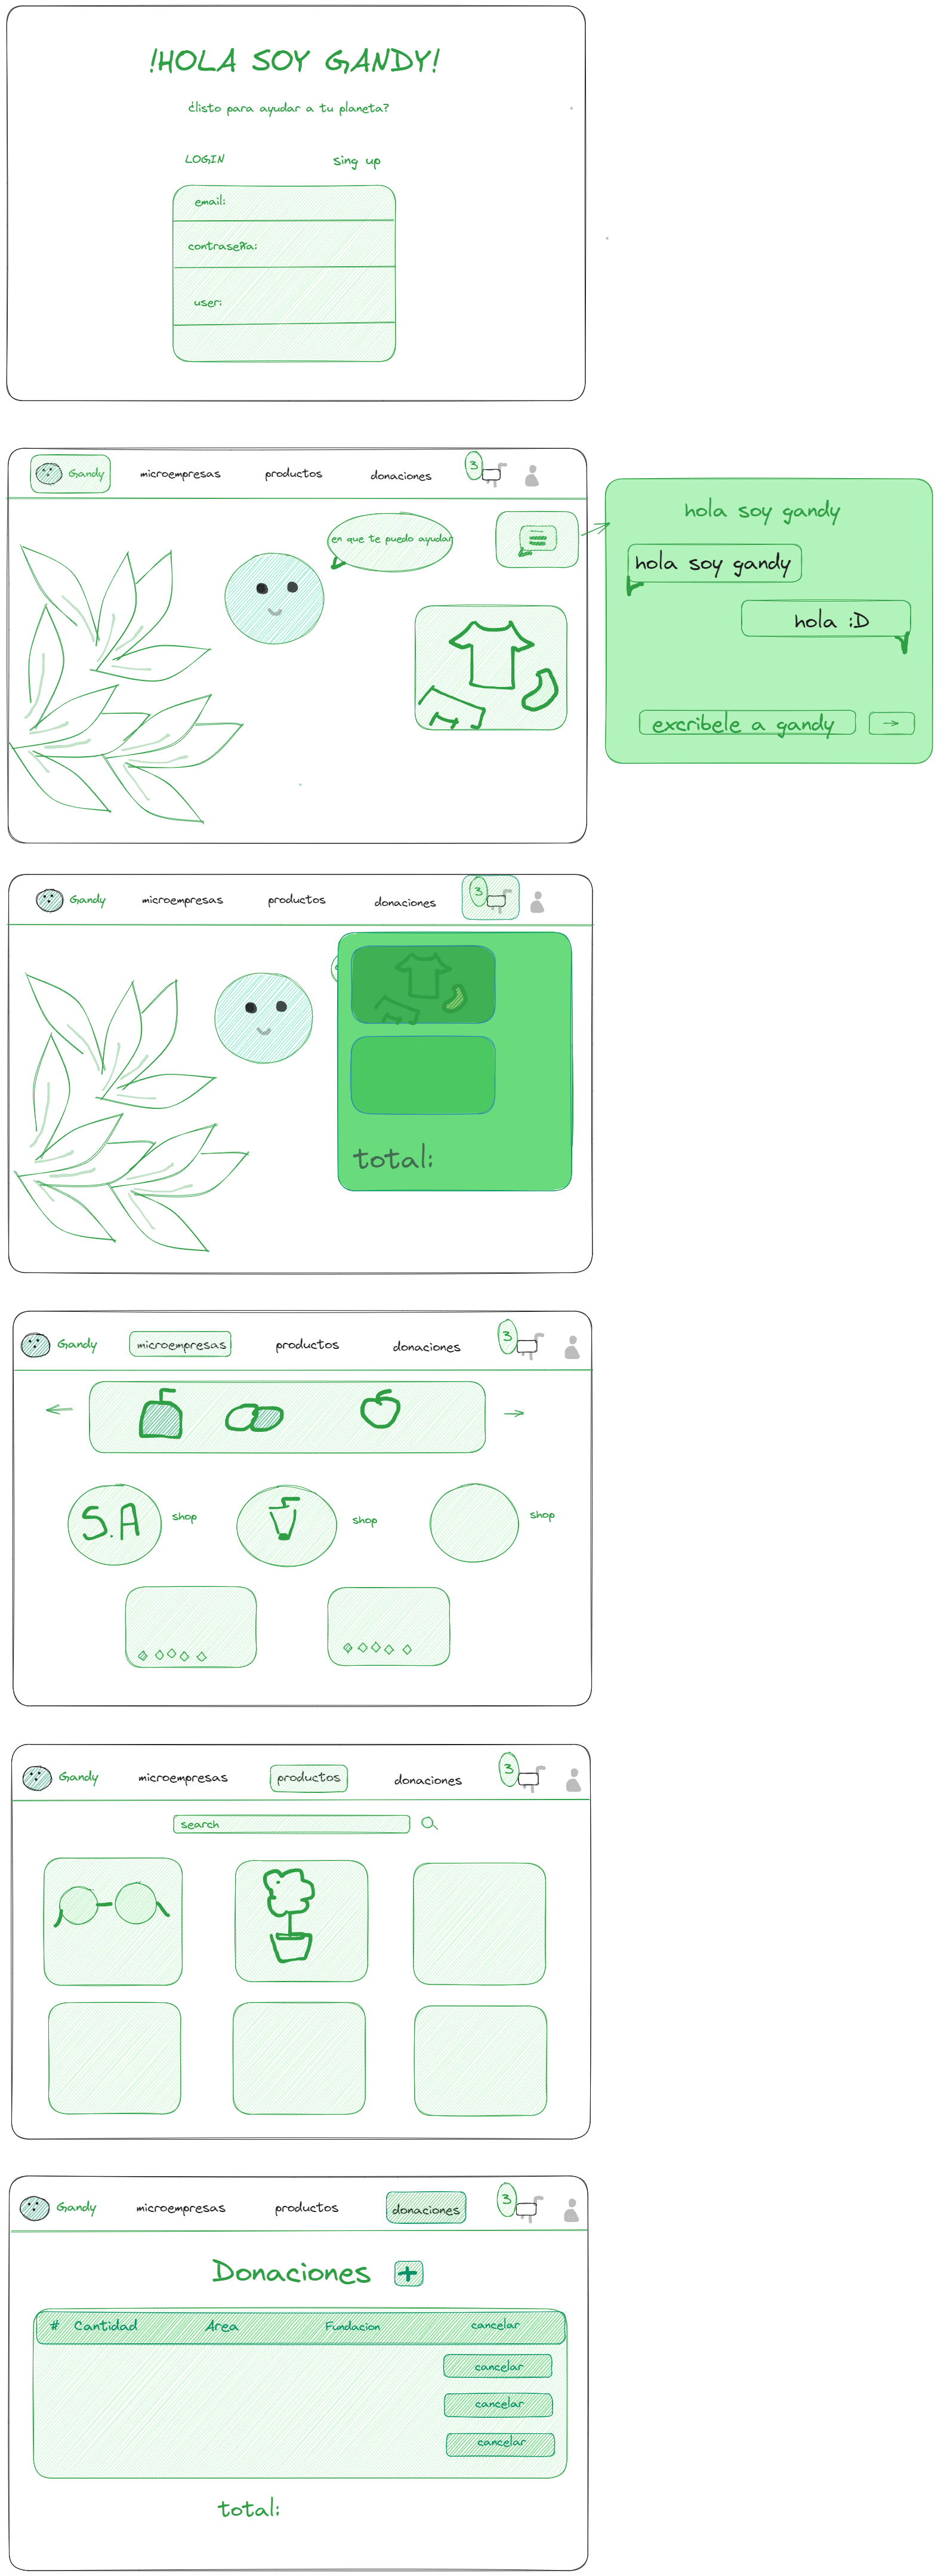 !HOLA SOY GANDY!
¿listo para ayudar a tu planeta?
LOGIN
sing up
email:
contraseña:
user:
Gandy
microempresas
productos
donaciones
3
en que te puedo ayudar
hola soy gandy
hola soy gandy
hola :D
excribele a gandy
Gandy
microempresas
productos
donaciones
3
total:
Gandy
microempresas
productos
donaciones
3
S.A
shop
shop
shop
Gandy
microempresas
productos
donaciones
3
search
Gandy
microempresas
productos
donaciones
3
Donaciones
# Cantidad
Area
Fundacion
cancelar
cancelar
cancelar
cancelar
total: